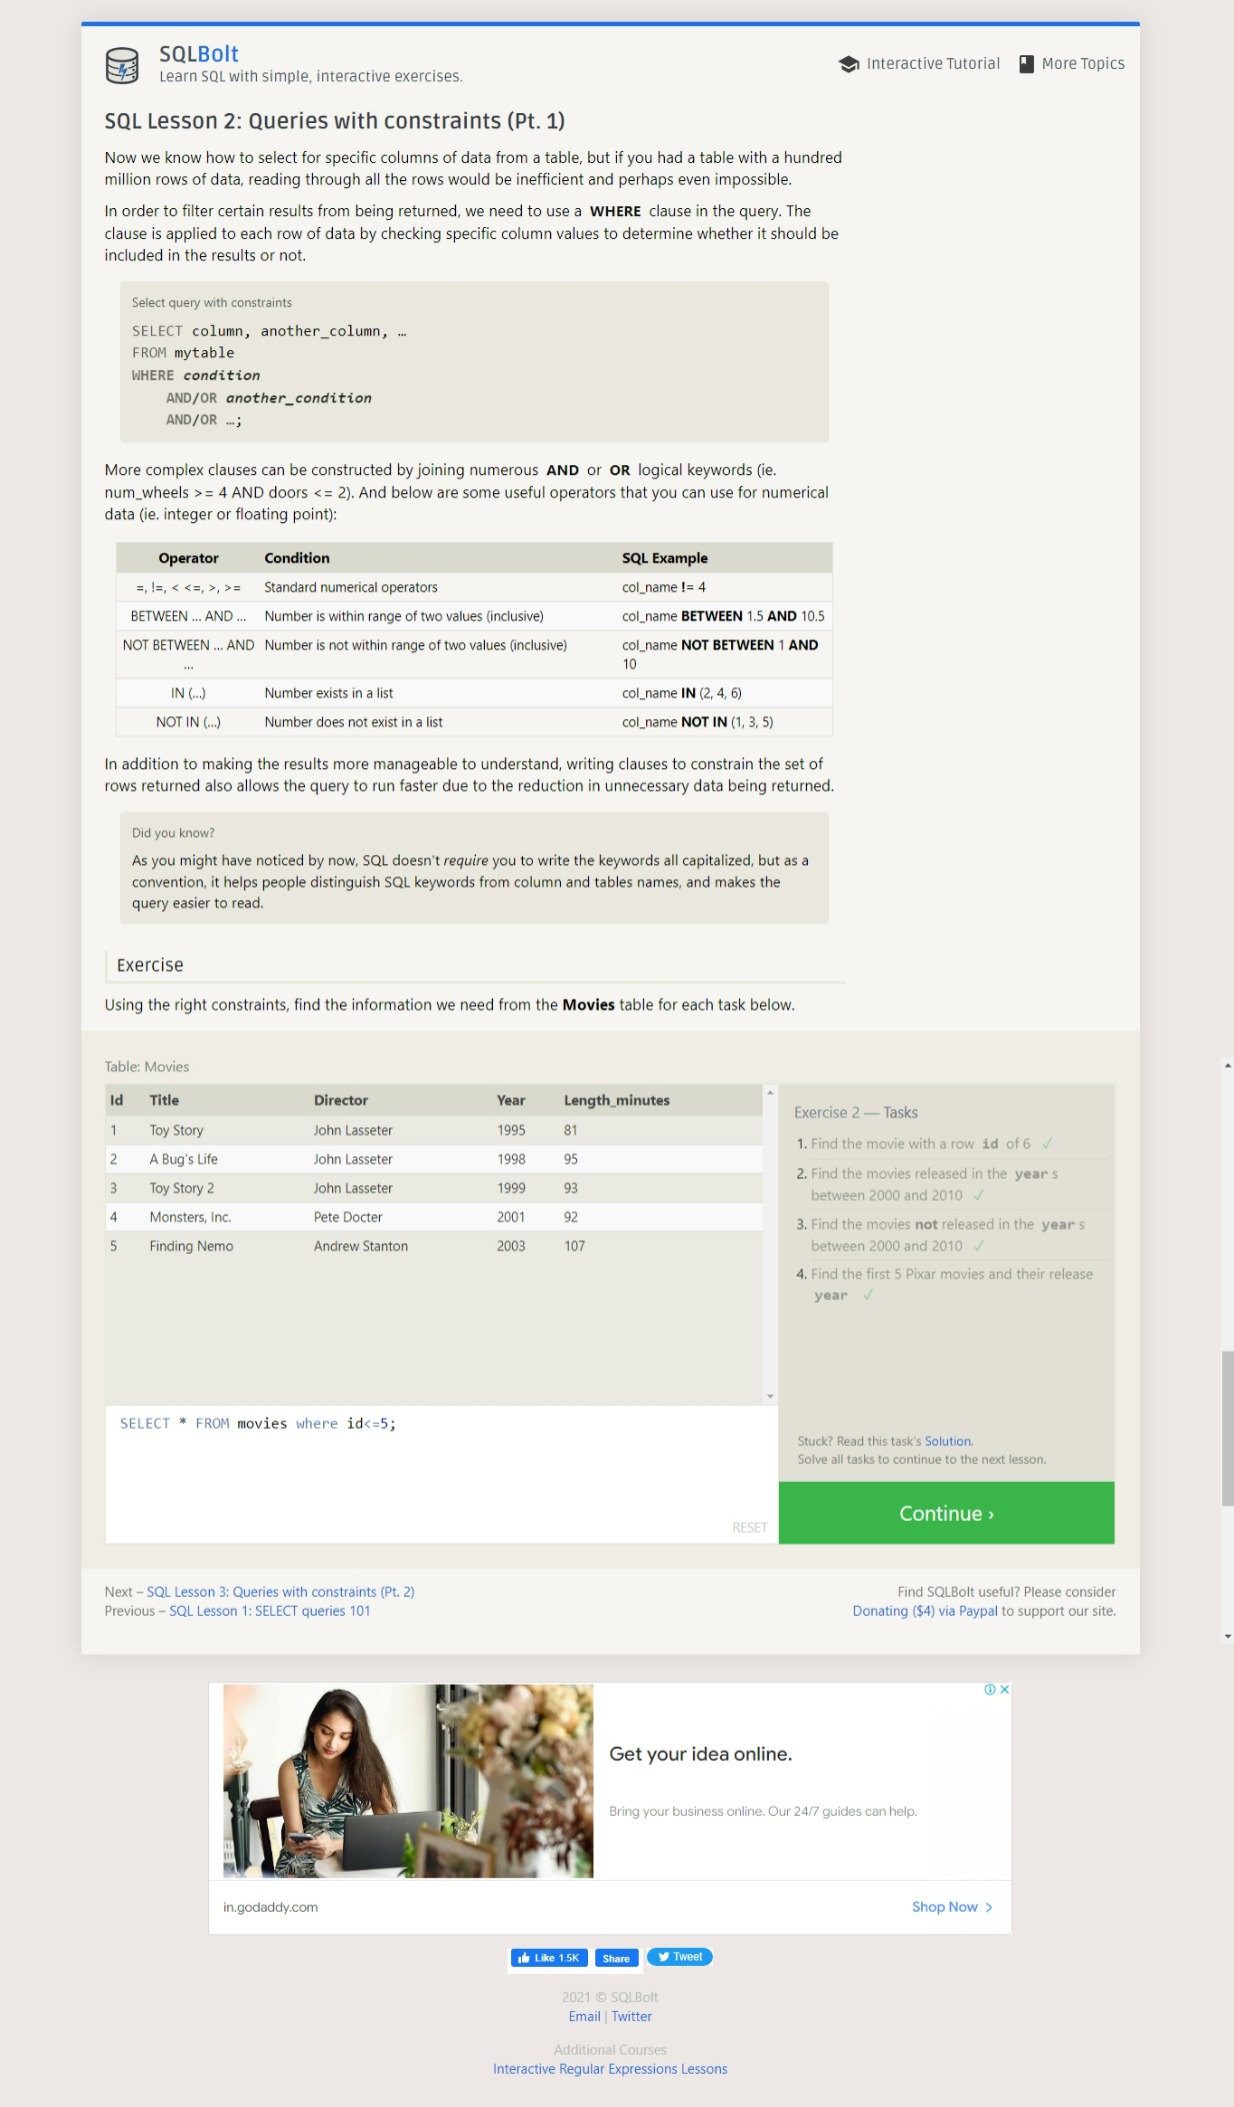 SQLBolt
Learn SQL with simple, interactive exercises.
Interactive Tutorial
More Topics
SQL Lesson 2: Queries with constraints (Pt. 1)
Now we know how to select for specific columns of data from a table, but if you had a table with a hundred
million rows of data, reading through all the rows would be inefficient and perhaps even impossible.
In order to filter certain results from being returned, we need to use a WHERE clause in the query. The
clause is applied to each row of data by checking specific column values to determine whether it should be
included in the results or not.
Select query with constraints
SELECT column, another_column, …
FROM mytable
WHERE condition
AND/OR another_condition
AND/OR …;
More complex clauses can be constructed by joining numerous AND or OR logical keywords (ie.
num_wheels >= 4 AND doors <= 2). And below are some useful operators that you can use for numerical
data (ie. integer or floating point):
Operator Condition SQL Example
=, !=, < <=, >, >= Standard numerical operators col_name != 4
BETWEEN … AND … Number is within range of two values (inclusive) col_name BETWEEN 1.5 AND 10.5
NOT BETWEEN … AND Number is not within range of two values (inclusive) col_name NOT BETWEEN 1 AND
… 10
IN (…) Number exists in a list col_name IN (2, 4, 6)
NOT IN (…) Number does not exist in a list col_name NOT IN (1, 3, 5)
In addition to making the results more manageable to understand, writing clauses to constrain the set of
rows returned also allows the query to run faster due to the reduction in unnecessary data being returned.
Did you know?
As you might have noticed by now, SQL doesn't require you to write the keywords all capitalized, but as a
convention, it helps people distinguish SQL keywords from column and tables names, and makes the
query easier to read.
Exercise
Using the right constraints, find the information we need from the Movies table for each task below.
Table: Movies
Id Title Director Year Length_minutes
1 Toy Story John Lasseter 1995 81
2 A Bug's Life John Lasseter 1998 95
3 Toy Story 2 John Lasseter 1999 93
4 Monsters, Inc. Pete Docter 2001 92
5 Finding Nemo Andrew Stanton 2003 107
SELECT * FROM movies where id<=5;
RESET
Exercise 2 — Tasks
1. Find the movie with a row id of 6 ✓
2. Find the movies released in the year s
between 2000 and 2010 ✓
3. Find the movies not released in the year s
between 2000 and 2010 ✓
4. Find the first 5 Pixar movies and their release
year ✓
Stuck? Read this task's Solution.
Solve all tasks to continue to the next lesson.
Continue ›
Next – SQL Lesson 3: Queries with constraints (Pt. 2)
Previous – SQL Lesson 1: SELECT queries 101
Find SQLBolt useful? Please consider
Donating ($4) via Paypal to support our site.
Get your idea online.
Bring your business online. Our 24/7 guides can help.
in.godaddy.com
Shop Now
Like 1.5K
Share
Tweet
2021 © SQLBolt
Email | Twitter
Additional Courses
Interactive Regular Expressions Lessons